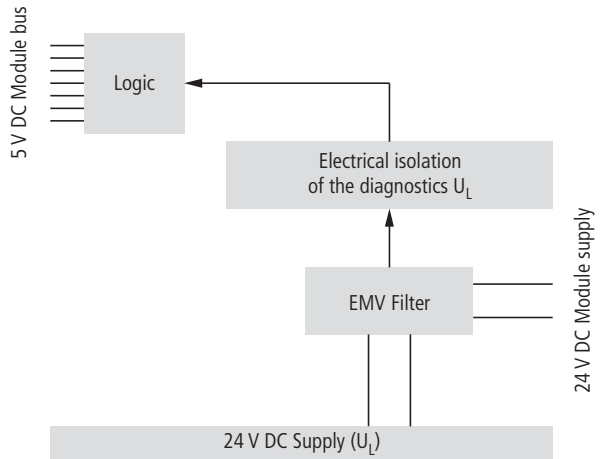 5 V DC Module bus
Logic
Electrical isolation
of the diagnostics U_L
EMV Filter
24 V DC Module supply
24 V DC Supply (U_L)